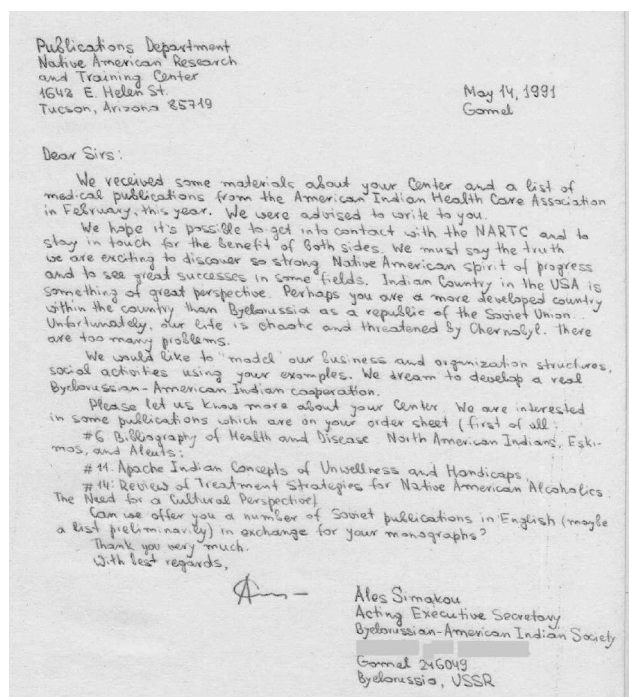 Publications Department
Native American Research
and Training Center
1642 E. Helen St.
Tucson, Arizona 85719
May 14, 1991
Gomel
Dear Sirs:
We received some materials about your Center and a list of
medical publications from the American Indian Health Care Association
in February, this year. We were advised to write to you.
We hope it's possible to get into contact with the NARTC and to
stay in touch for the benefit of both sides. We must say the truth
we are exciting to discover so strong Native American spirit of progress
and to see great successes in some fields. Indian Country in the USA is
something of great perspective. Perhaps you are a more developed country
within the country than Byelorussia as a republic of the Soviet Union.
Unfortunately, our life is chaotic and threatened by Chernobyl. There
are too many problems.
We would like to "model" our business and organization structures,
social activities using your examples. We dream to develop a real
Byelorussian-American Indian cooperation.
Please let us know more about your Center. We are interested
in some publications which are on your order sheet (first of all:
#6 Bibliography of Health and Disease North American Indians, Eski-
mos, and Aleuts:
#11: Apache Indian Concepts of Unwellness and Handicaps
#14: Review of Treatment Strategies for Native American Alcoholics:
The Need for a Cultural Perspective)
Can we offer you a number of Soviet publications in English (maybe
a list preliminarily) in exchange for your monographs?
Thank you very much.
With best regards,
Ales Simakou
Acting Executive Secretary
Byelorussian-American Indian Society
Gomel 246049
Byelorussia, USSR